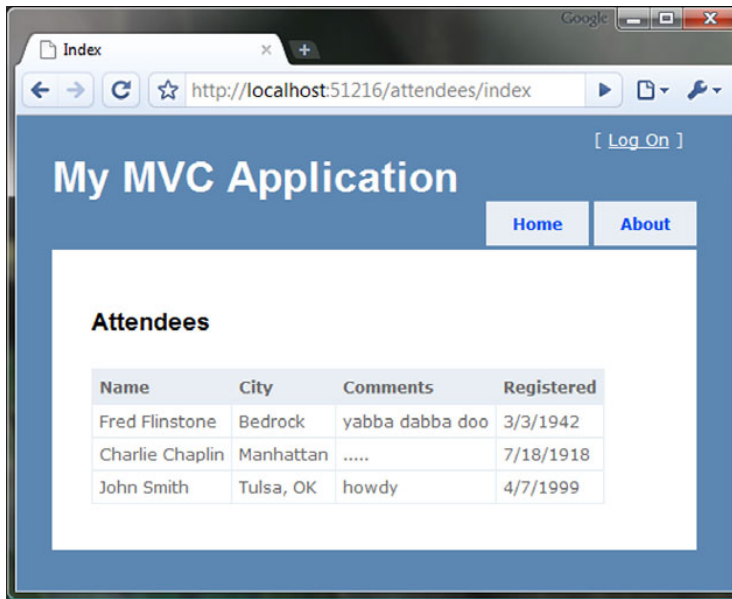 Google
Index
http://localhost:51216/attendees/index
[ Log On ]
My MVC Application
Home About
Attendees
Name City Comments Registered
Fred Flinstone Bedrock yabba dabba doo 3/3/1942
Charlie Chaplin Manhattan ..... 7/18/1918
John Smith Tulsa, OK howdy 4/7/1999